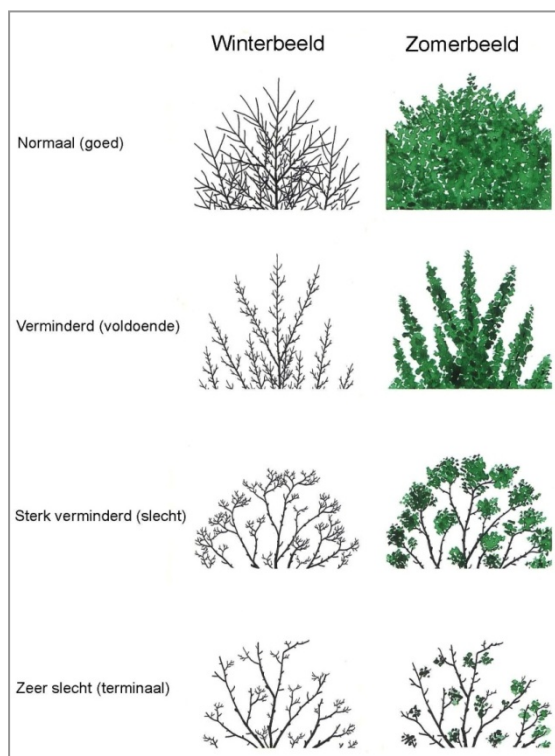 Winterbeeld Zomerbeeld
Normaal (goed)
Verminderd (voldoende)
Sterk verminderd (slecht)
Zeer slecht (terminaal)